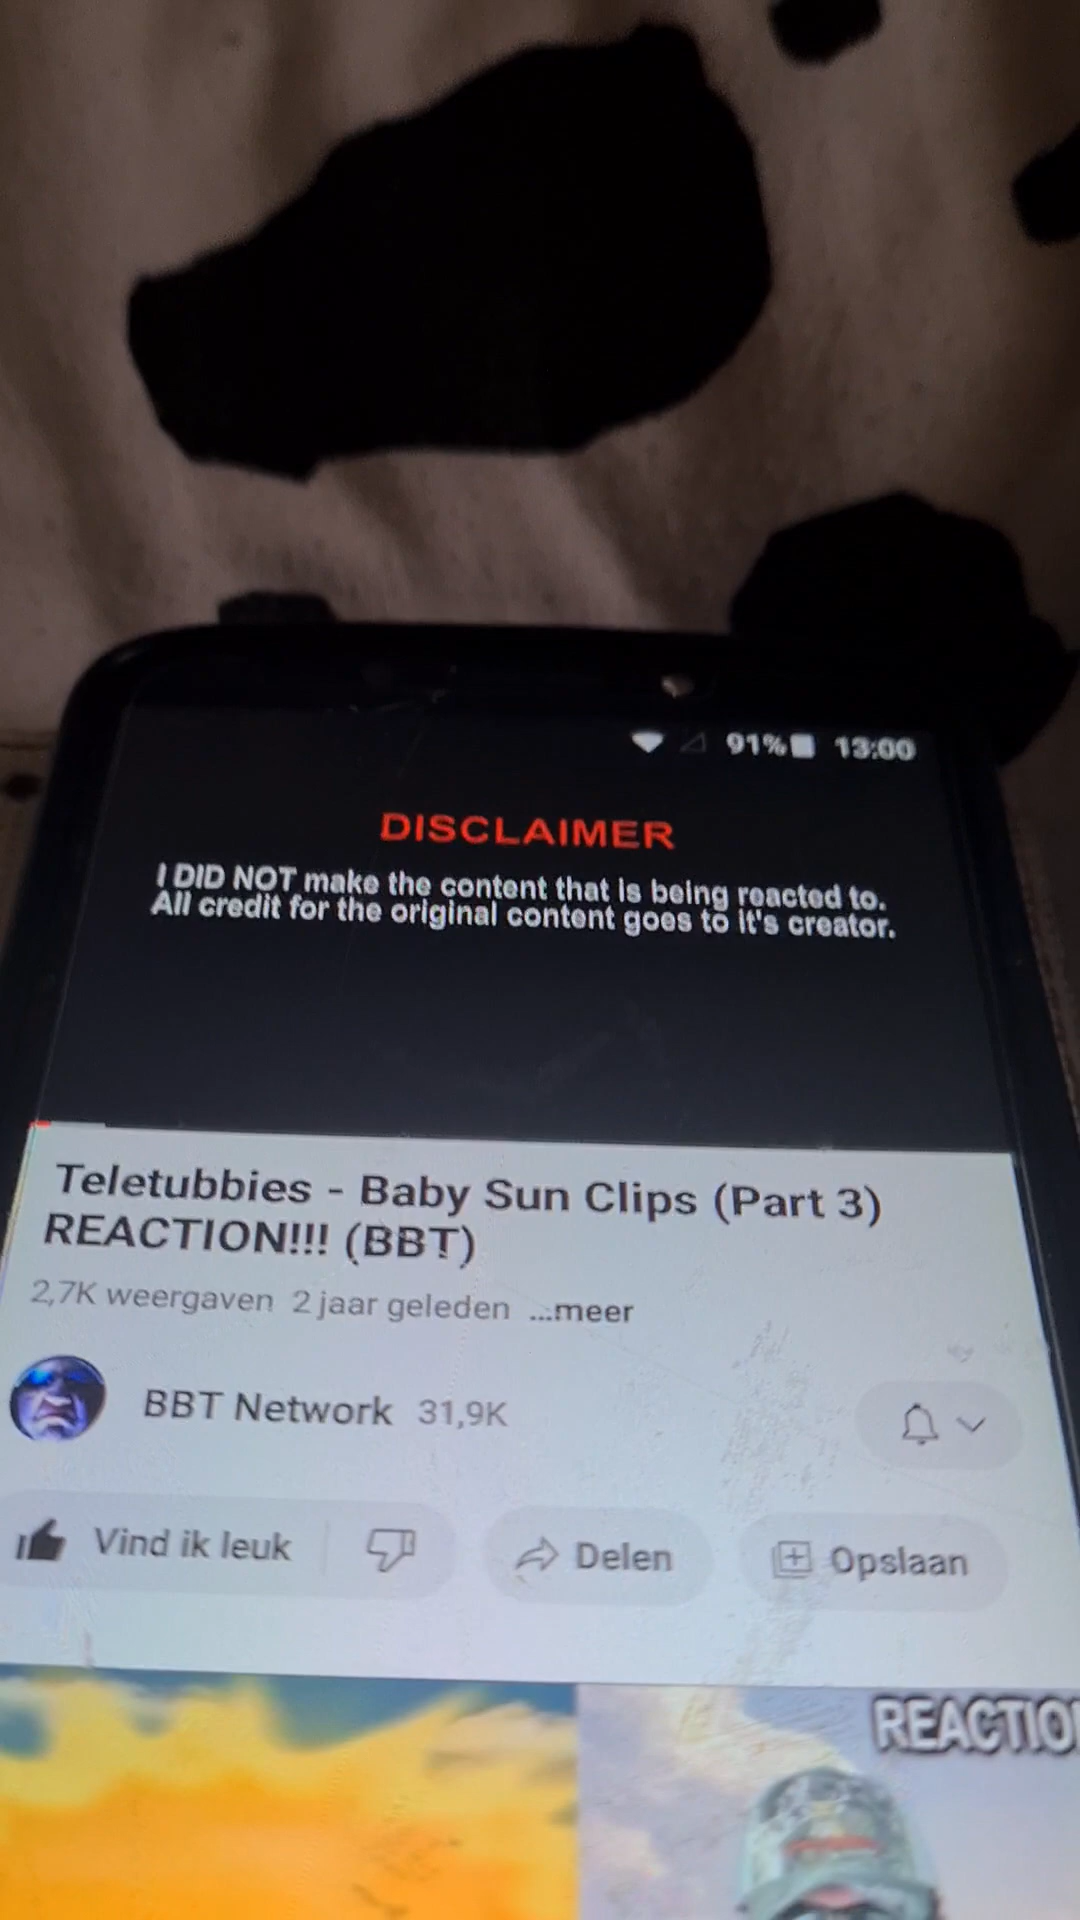 91% 13:00
DISCLAIMER
I DID NOT make the content that is being reacted to.
All credit for the original content goes to it's creator.
Teletubbies - Baby Sun Clips (Part 3)
REACTION!!! (BBT)
2,7K weergaven 2 jaar geleden ...meer
BBT Network 31,9K
Vind ik leuk Delen Opslaan
REACTIO